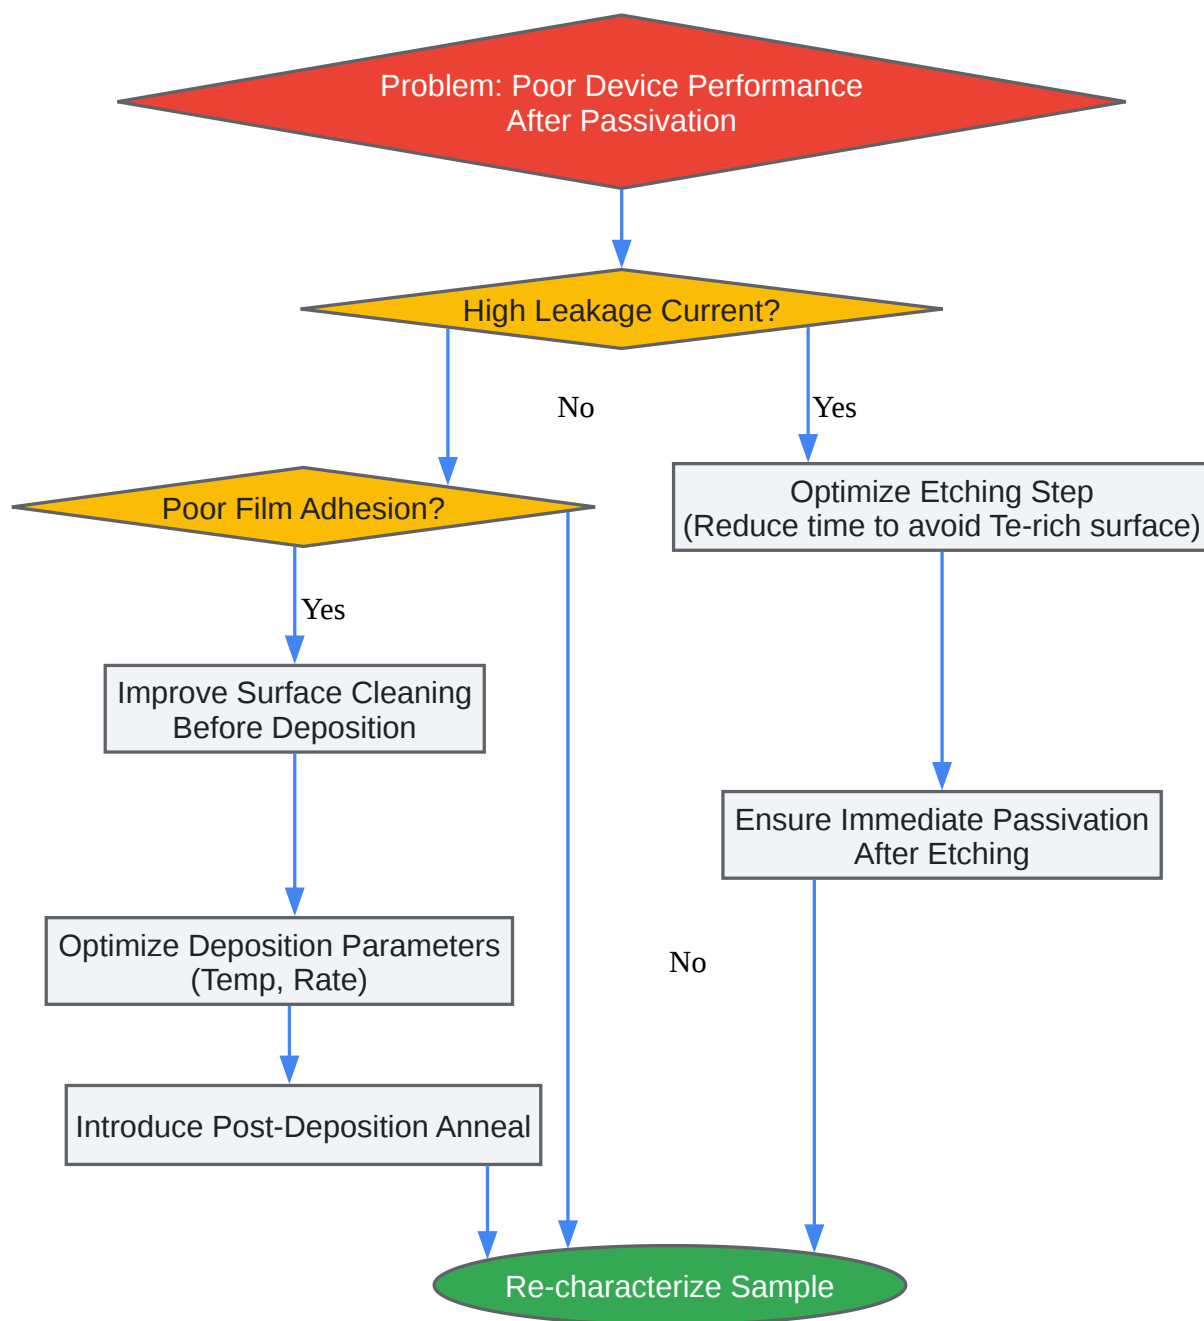 Problem: Poor Device Performance
After Passivation
High Leakage Current?
No
Yes
Poor Film Adhesion?
Optimize Etching Step
(Reduce time to avoid Te-rich surface)
Yes
Improve Surface Cleaning
Before Deposition
Ensure Immediate Passivation
After Etching
Optimize Deposition Parameters
(Temp, Rate)
No
Introduce Post-Deposition Anneal
Re-characterize Sample